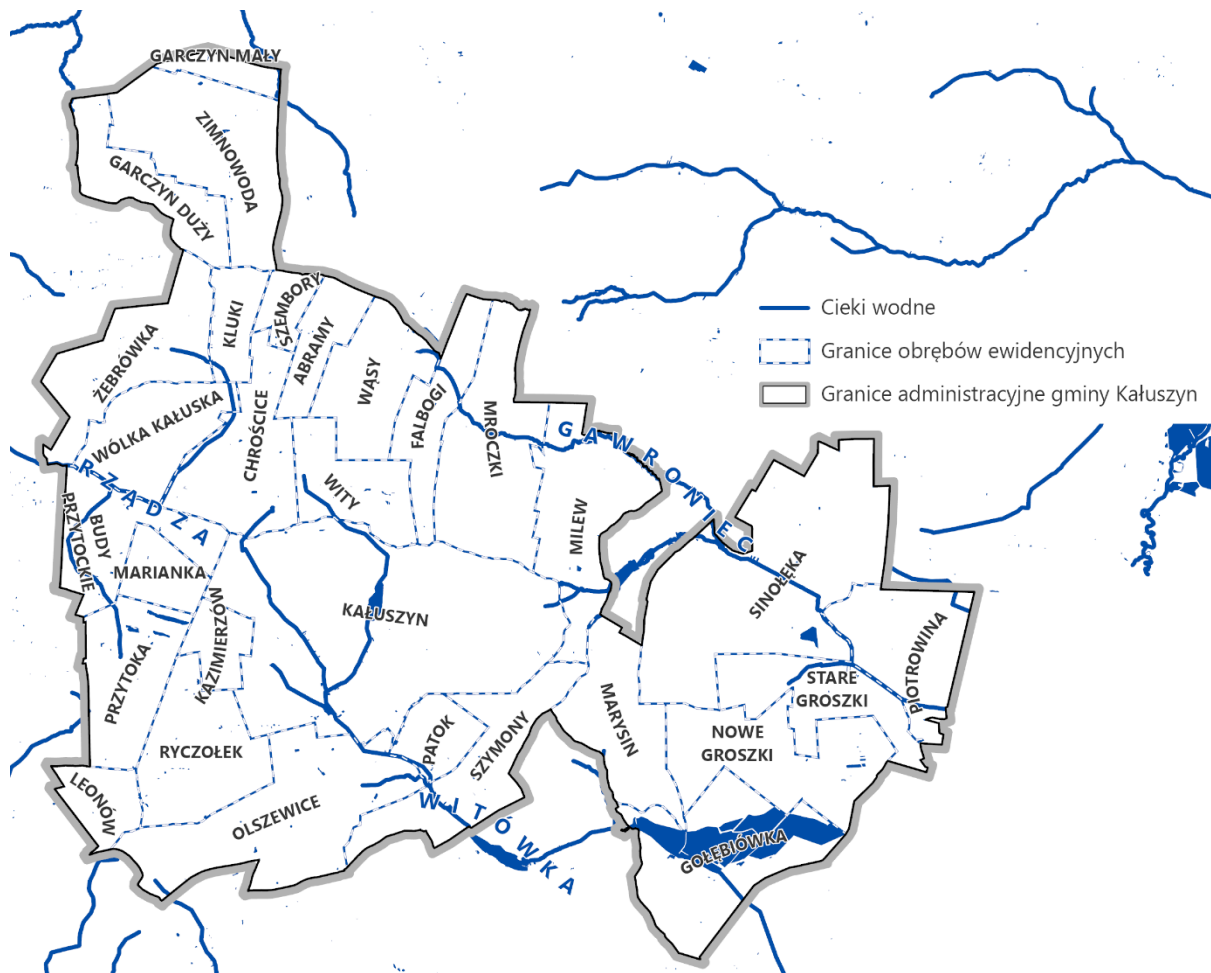 GARCZYN MAŁY
ZIMNOWODA
GARCZYN DUŻY
SZEMBORY
KLUKI
ABRAMY
ŻEBRÓWKA
WĄSY
Cieki wodne
Granice obrębów ewidencyjnych
Granice administracyjne gminy Kałuszyn
WÓLKA KAŁUSKA
CHROŚCICE
FALBOGI
MROCZKI
GAWRONIEC
RZĄDZA
WITY
MILEW
BUDY
PRZYTOCKIE
MARIANKA
SINOŁĘKA
KAŁUSZYN
KAZIMIERZÓW
PRZYTOKA
PIOTROWINA
STARE
GROSZKI
MARYSIN
NOWE
GROSZKI
PATOK
SZYMONY
RYCZOŁEK
LEONÓW
OLSZEWICE
WITÓWKA
GOŁĘBIÓWKA